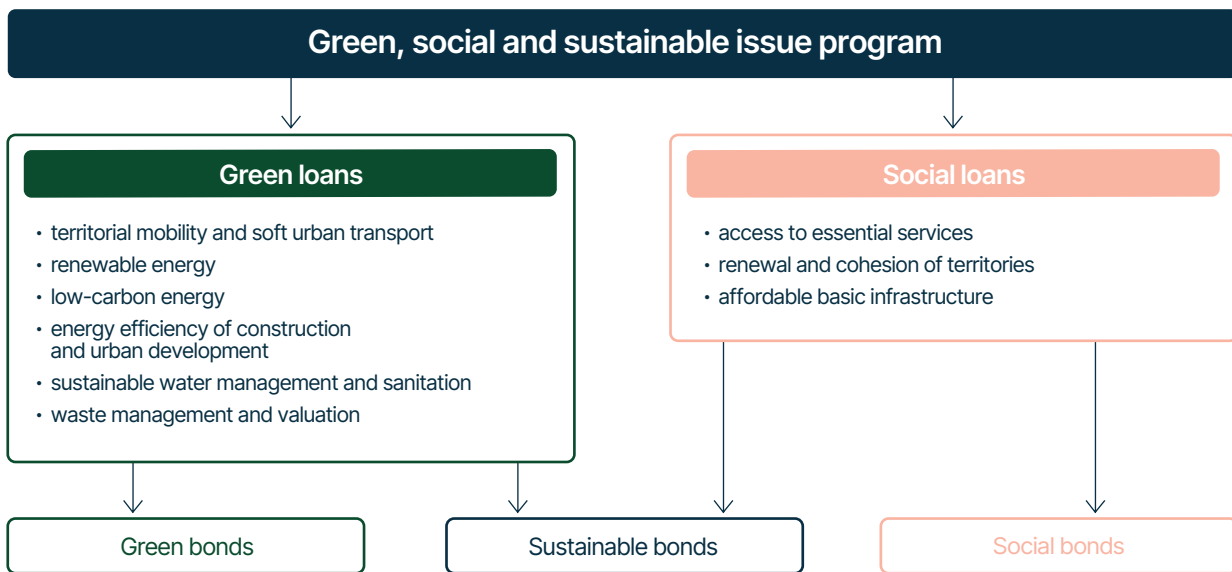 Green, social and sustainable issue program
Green loans
• territorial mobility and soft urban transport
• renewable energy
• low-carbon energy
• energy efficiency of construction
and urban development
• sustainable water management and sanitation
• waste management and valuation
Social loans
• access to essential services
• renewal and cohesion of territories
• affordable basic infrastructure
Green bonds
Sustainable bonds
Social bonds